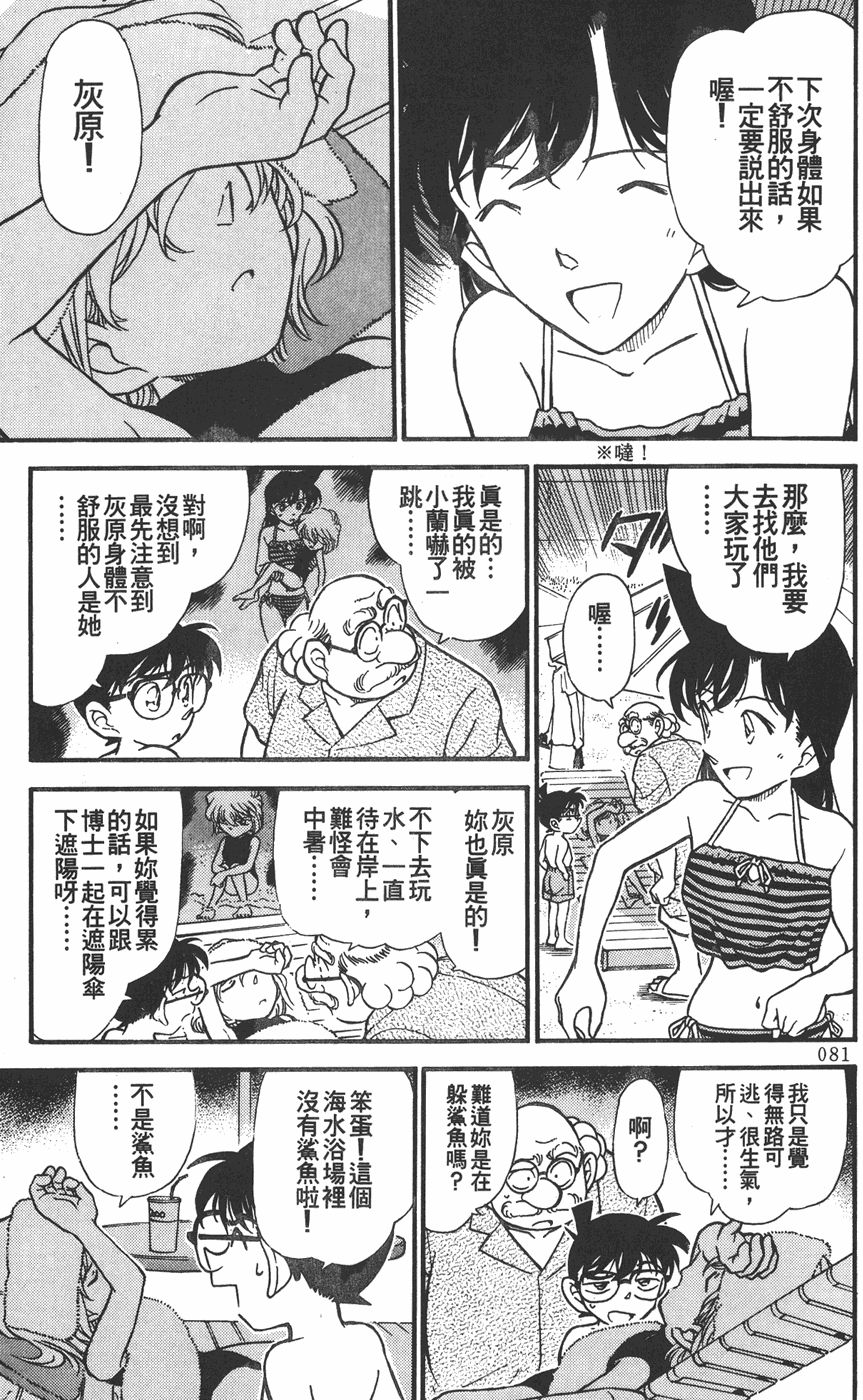 下次身體如果
不舒服的話，
一定要說出來
喔！
灰原！
※噠！
那麼，我要
去找他們
大家玩了
……
喔……
眞是的…
我眞的被
小蘭嚇了一
跳……
對啊，
沒想到
最先注意到
灰原身體不
舒服的人是她
……
灰原
妳也眞是的！
不下去玩
水、一直
待在岸上，
難怪會
中暑……
如果妳覺得累
的話，可以跟
博士一起在遮陽傘
下遮陽呀……
081
我只是覺
得無路可
逃、很生氣，
所以才……
啊？
難道妳是在
躲鯊魚嗎？
笨蛋！這個
海水浴場裡
沒有鯊魚啦！
不是鯊魚
……